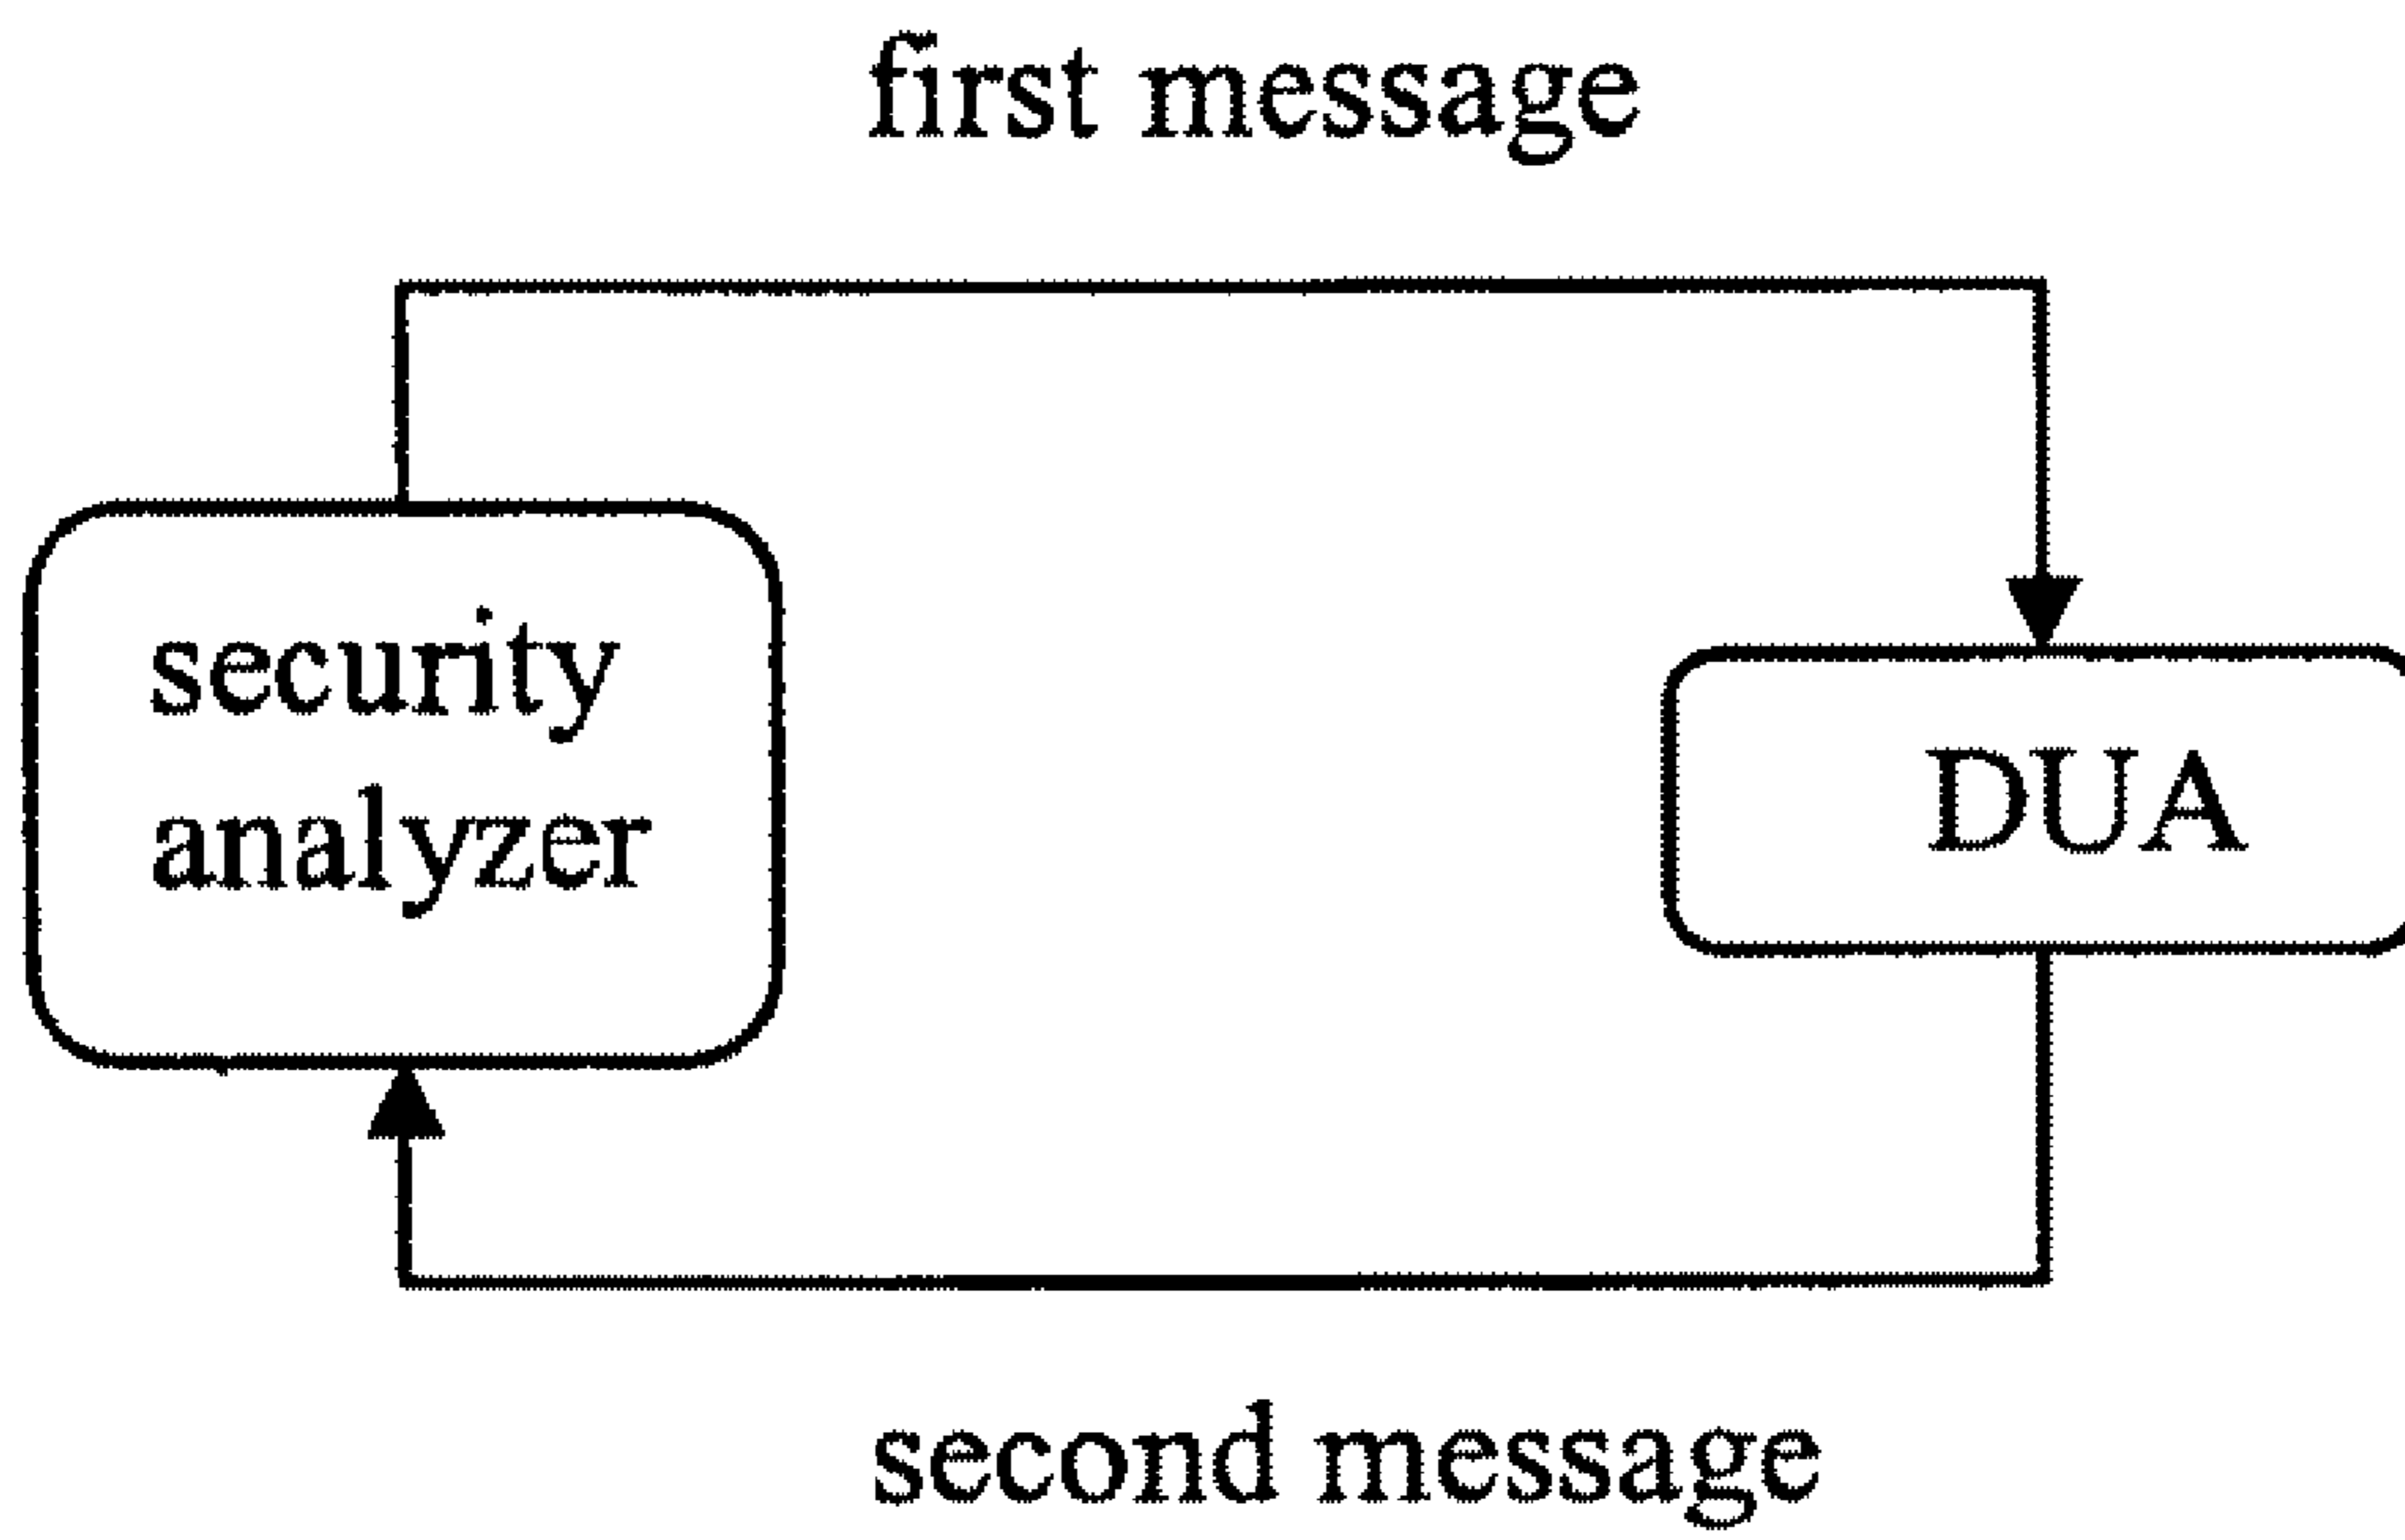 first message
security
analyzer
DUA
second message